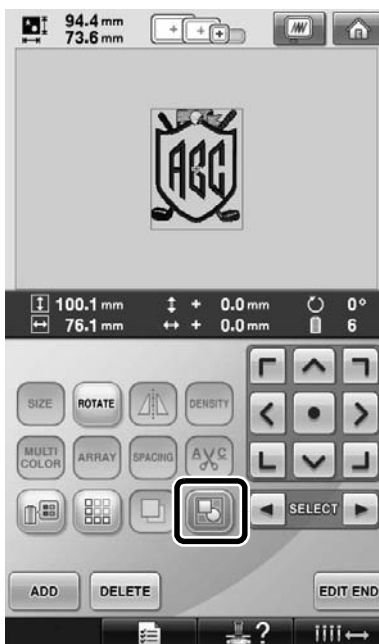 94.4 mm
73.6 mm
ABC
100.1 mm + 0.0 mm 0°
76.1 mm + 0.0 mm 6
SIZE ROTATE DENSITY
MULTI COLOR ARRAY SPACING A C
SELECT
ADD DELETE EDIT END
?